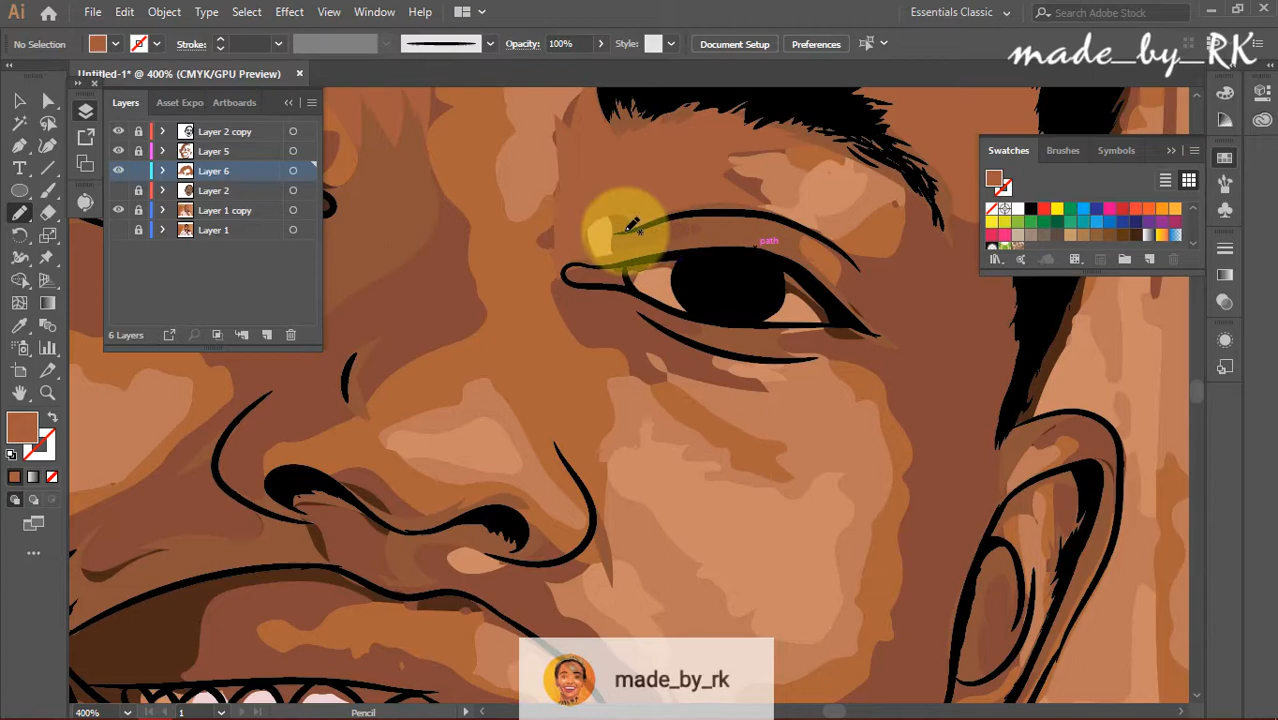 Ai File Edit Object Type Select Effect View Window Help Essentials Classic Search Adobe Stock
No Selection Stroke: Opacity: 100% Style: Document Setup Preferences
made_by_RK
Untitled-1* @ 400% (CMYK/GPU Preview)
Layers Asset Expo Artboards
Layer 2 copy
Layer 5
Layer 6
Layer 2
Layer 1 copy
Layer 1
6 Layers
Swatches Brushes Symbols
path
made_by_rk
400% 1 Pencil